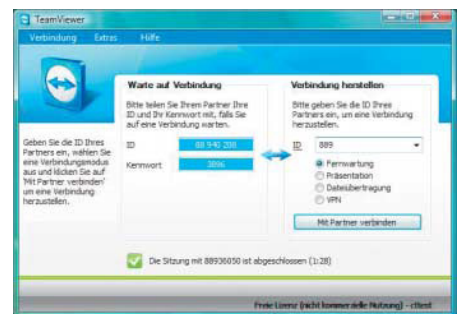 TeamViewer
Verbindung Extras Hilfe
Warte auf Verbindung
Bitte teilen Sie Ihrem Partner Ihre
ID und Ihr Kennwort mit, falls Sie
auf eine Verbindung warten.
ID 88 940 208
Kennwort 3896
Verbindung herstellen
Bitte geben Sie die ID Ihres
Partners ein, um eine Verbindung
herzustellen.
ID 889
Fernwartung
Präsentation
Dateiübertragung
VPN
Mit Partner verbinden
Geben Sie die ID Ihres
Partners ein, wählen Sie
eine Verbindungsmodus
aus und klicken Sie auf
'Mit Partner verbinden'
um eine Verbindung
herzustellen.
Die Sitzung mit 88936050 ist abgeschlossen (1:28)
Freie Lizenz (nicht kommerzielle Nutzung) - cttest